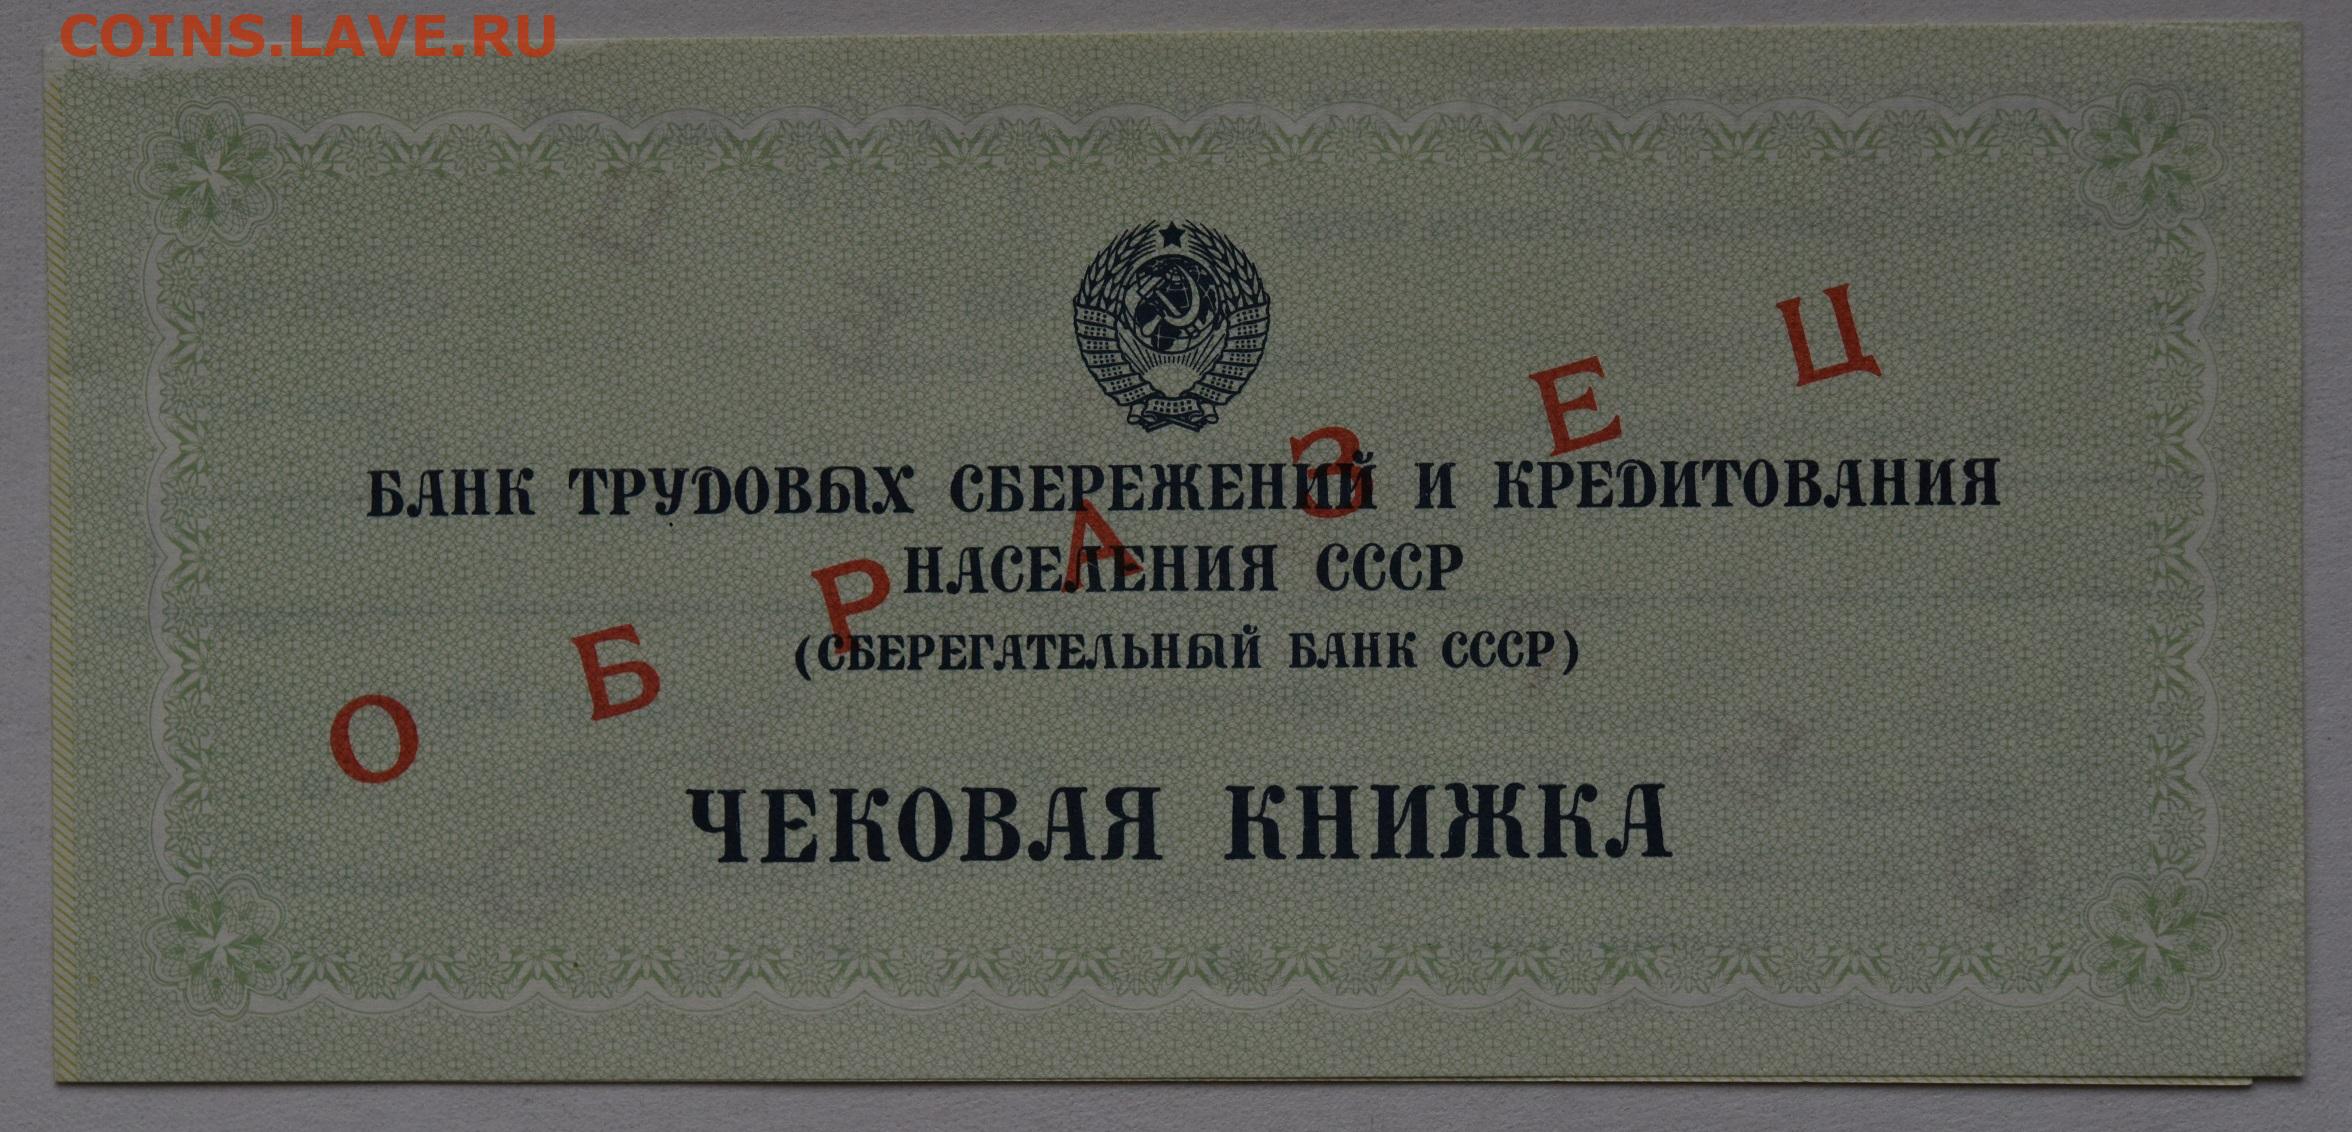 COINS.LAVE.RU
БАНК ТРУДОВЫХ СБЕРЕЖЕНИЙ И КРЕДИТОВАНИЯ
НАСЕЛЕНИЯ СССР
(СБЕРЕГАТЕЛЬНЫЙ БАНК СССР)
ОБРАЗЕЦ
ЧЕКОВАЯ КНИЖКА